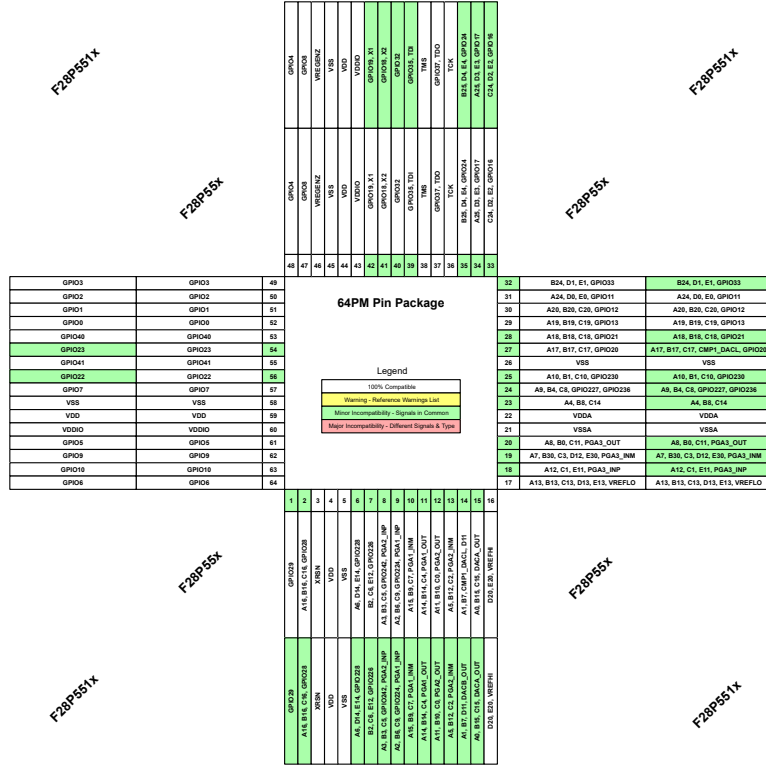 F28P551x
F28P55x
F28P551x
F28P55x
GPIO4
GPIO8
VREGENZ
VSS
VDD
VDDIO
GPIO19, X1
GPIO18, X2
GPIO32
GPIO35, TDI
TMS
GPIO37, TDO
TCK
B25, D4, E4, GPIO24
A25, D3, E3, GPIO17
C24, D2, E2, GPIO16
GPIO4
GPIO8
VREGENZ
VSS
VDD
VDDIO
GPIO19, X1
GPIO18, X2
GPIO32
GPIO35, TDI
TMS
GPIO37, TDO
TCK
B25, D4, E4, GPIO24
A25, D3, E3, GPIO17
C24, D2, E2, GPIO16
48 47 46 45 44 43 42 41 40 39 38 37 36 35 34 33
GPIO3 GPIO3 49
GPIO2 GPIO2 50
GPIO1 GPIO1 51
GPIO0 GPIO0 52
GPIO40 GPIO40 53
GPIO23 GPIO23 54
GPIO41 GPIO41 55
GPIO22 GPIO22 56
GPIO7 GPIO7 57
VSS VSS 58
VDD VDD 59
VDDIO VDDIO 60
GPIO5 GPIO5 61
GPIO9 GPIO9 62
GPIO10 GPIO10 63
GPIO6 GPIO6 64
64PM Pin Package
Legend
100% Compatible
Warning - Reference Warnings List
Minor Incompatibility - Signals in Common
Major Incompatibility - Different Signals & Type
32 B24, D1, E1, GPIO33 B24, D1, E1, GPIO33
31 A24, D0, E0, GPIO11 A24, D0, E0, GPIO11
30 A20, B20, C20, GPIO12 A20, B20, C20, GPIO12
29 A19, B19, C19, GPIO13 A19, B19, C19, GPIO13
28 A18, B18, C18, GPIO21 A18, B18, C18, GPIO21
27 A17, B17, C17, GPIO20 A17, B17, C17, CMP1_DACL, GPIO20
26 VSS VSS
25 A10, B1, C10, GPIO230 A10, B1, C10, GPIO230
24 A9, B4, C8, GPIO227, GPIO236 A9, B4, C8, GPIO227, GPIO236
23 A4, B8, C14 A4, B8, C14
22 VDDA VDDA
21 VSSA VSSA
20 A8, B0, C11, PGA3_OUT A8, B0, C11, PGA3_OUT
19 A7, B30, C3, D12, E30, PGA3_INM A7, B30, C3, D12, E30, PGA3_INM
18 A12, C1, E11, PGA3_INP A12, C1, E11, PGA3_INP
17 A13, B13, C13, D13, E13, VREFLO A13, B13, C13, D13, E13, VREFLO
1 2 3 4 5 6 7 8 9 10 11 12 13 14 15 16
GPIO29
A16, B16, C16, GPIO28
XRSN
VDD
VSS
A6, D14, E14, GPIO228
B2, C6, E12, GPIO226
A3, B3, C5, GPIO242, PGA2_INP
A2, B6, C9, GPIO224, PGA1_INP
A15, B9, C7, PGA1_INM
A14, B14, C4, PGA1_OUT
A11, B10, C0, PGA2_OUT
A5, B12, C2, PGA2_INM
A1, B7, CMP1_DACL, D11
A0, B15, C15, DACA_OUT
D20, E20, VREFHI
GPIO29
A16, B16, C16, GPIO28
XRSN
VDD
VSS
A6, D14, E14, GPIO228
B2, C6, E12, GPIO226
A3, B3, C5, GPIO242, PGA2_INP
A2, B6, C9, GPIO224, PGA1_INP
A15, B9, C7, PGA1_INM
A14, B14, C4, PGA1_OUT
A11, B10, C0, PGA2_OUT
A5, B12, C2, PGA2_INM
A1, B7, D11, DACB_OUT
A0, B15, C15, DACA_OUT
D20, E20, VREFHI
F28P55x
F28P551x
F28P55x
F28P551x